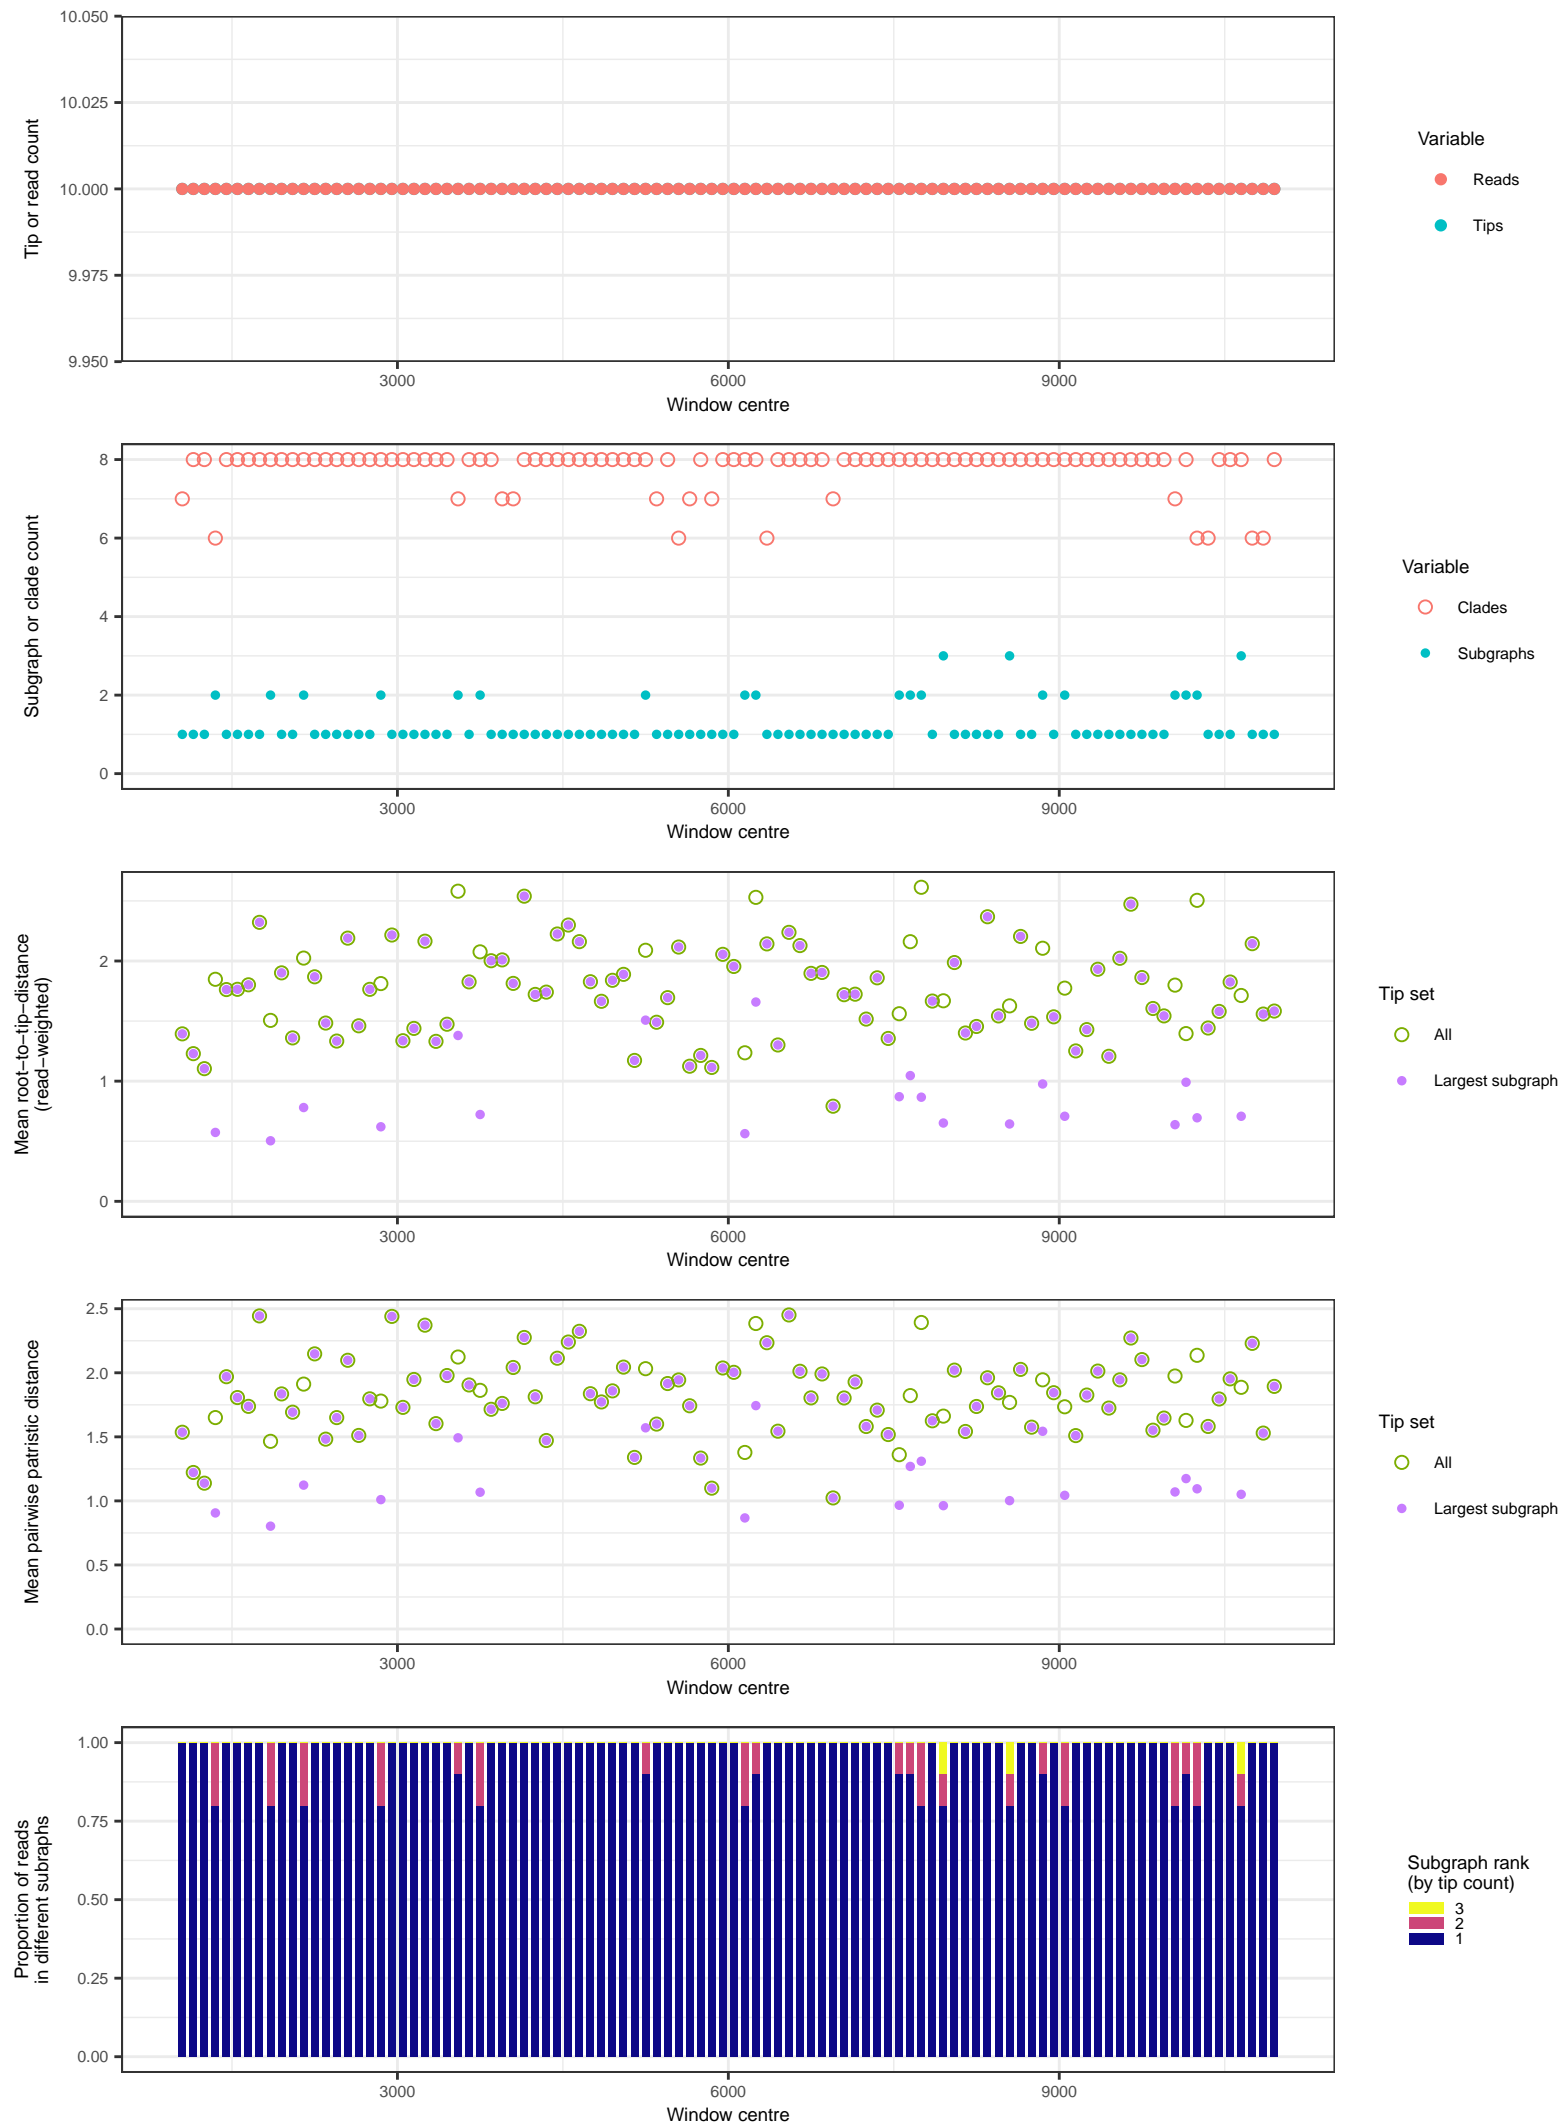 10.050
10.025
10.000
9.975
9.950
Tip or read count
3000
6000
9000
Window centre
Variable
Reads
Tips
8
6
4
2
0
Subgraph or clade count
3000
6000
9000
Window centre
Variable
Clades
Subgraphs
2
1
0
Mean root−to−tip−distance
(read−weighted)
3000
6000
9000
Window centre
Tip set
All
Largest subgraph
2.5
2.0
1.5
1.0
0.5
0.0
Mean pairwise patristic distance
3000
6000
9000
Window centre
Tip set
All
Largest subgraph
1.00
0.75
0.50
0.25
0.00
Proportion of reads
in different subraphs
3000
6000
9000
Window centre
Subgraph rank
(by tip count)
3
2
1